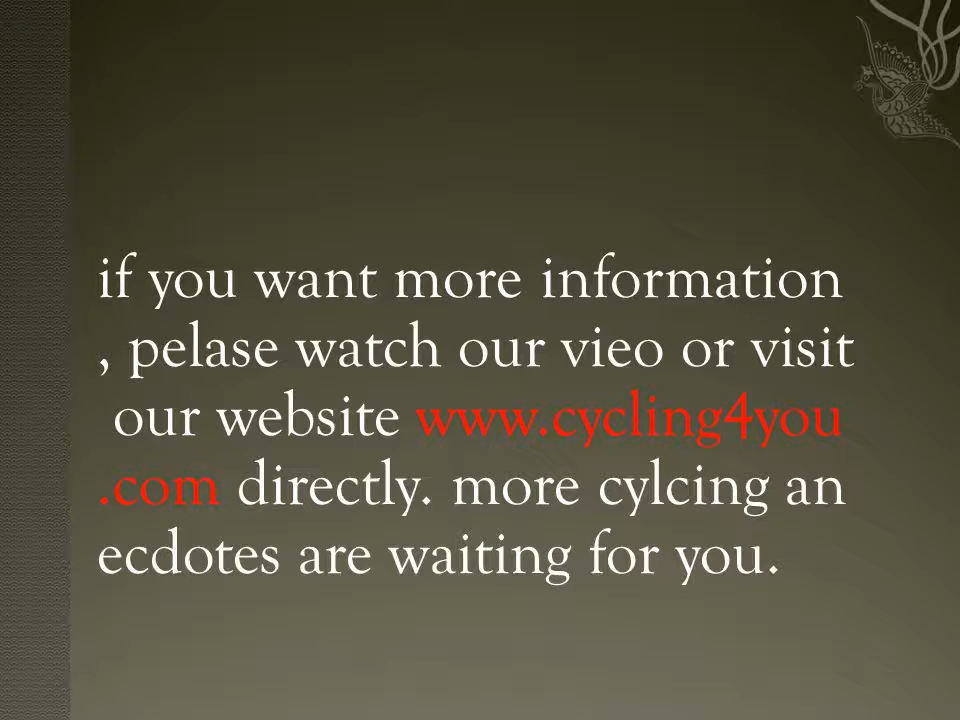 if you want more information
, pelase watch our vieo or visit
our website www.cycling4you
.com directly. more cylcing an
ecdotes are waiting for you.